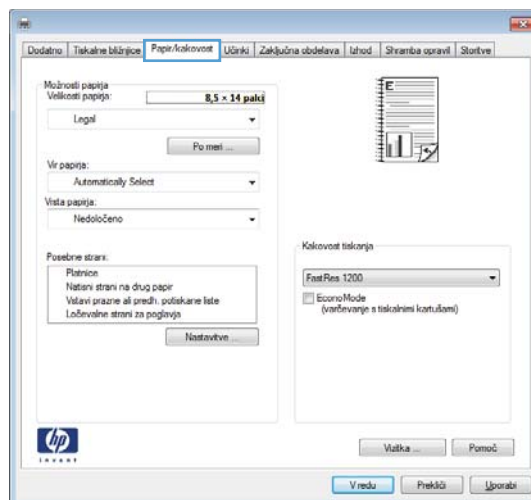 Dodatno Tiskalne bližnjice Papir/kakovost Učinki Zaključna obdelava Izhod Shramba opravil Storitve
Možnosti papirja
Velikosti papirja: 8,5 × 14 palci
Legal
Po meri ...
Vir papirja:
Automatically Select
Vrsta papirja:
Nedoločeno
Posebne strani:
Platnice
Natisni strani na drug papir
Vstavi prazne ali predh. potiskane liste
Ločevalne strani za poglavja
Nastavitve ...
E
Kakovost tiskanja
FastRes 1200
EconoMode
(varčevanje s tiskalnimi kartušami)
hp
invent
Vizitka ... Pomoč
V redu Prekliči Uporabi